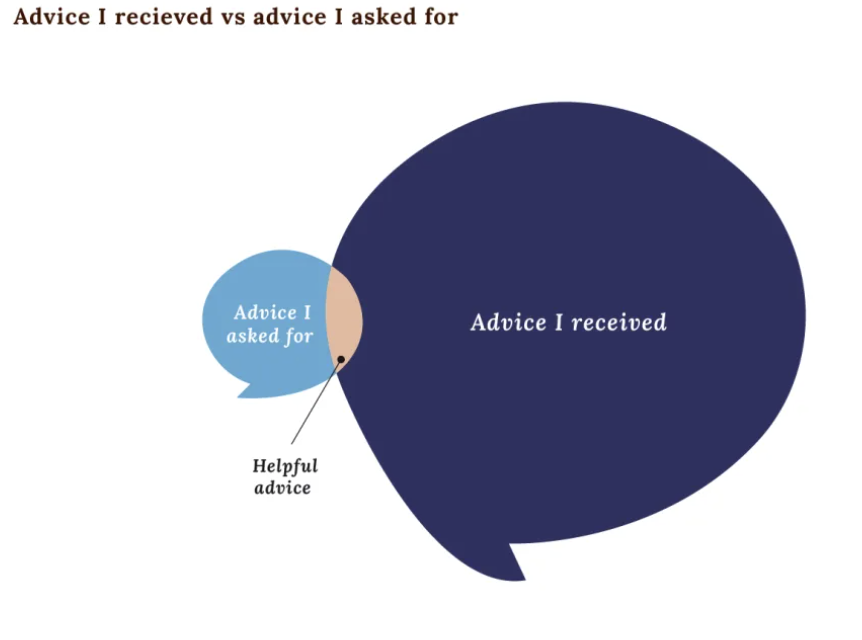 Advice I recieved vs advice I asked for
Advice I
asked for
Advice I received
Helpful
advice